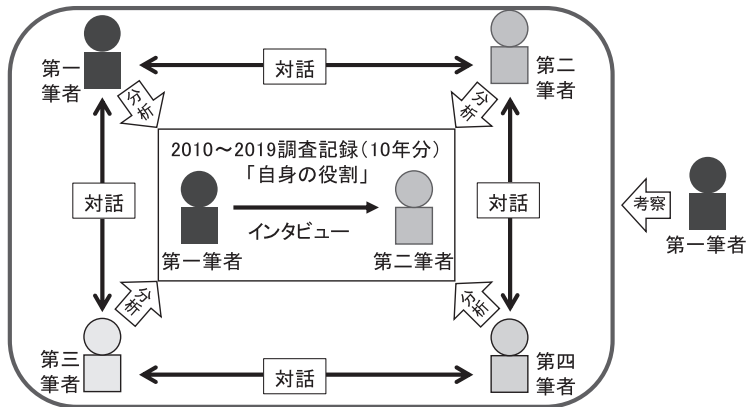 第一
筆者
対話
第二
筆者
分析
分析
2010～2019調査記録（10年分）
「自身の役割」
対話
インタビュー
第一筆者
第二筆者
対話
考察
第一筆者
分析
分析
第三
筆者
対話
第四
筆者